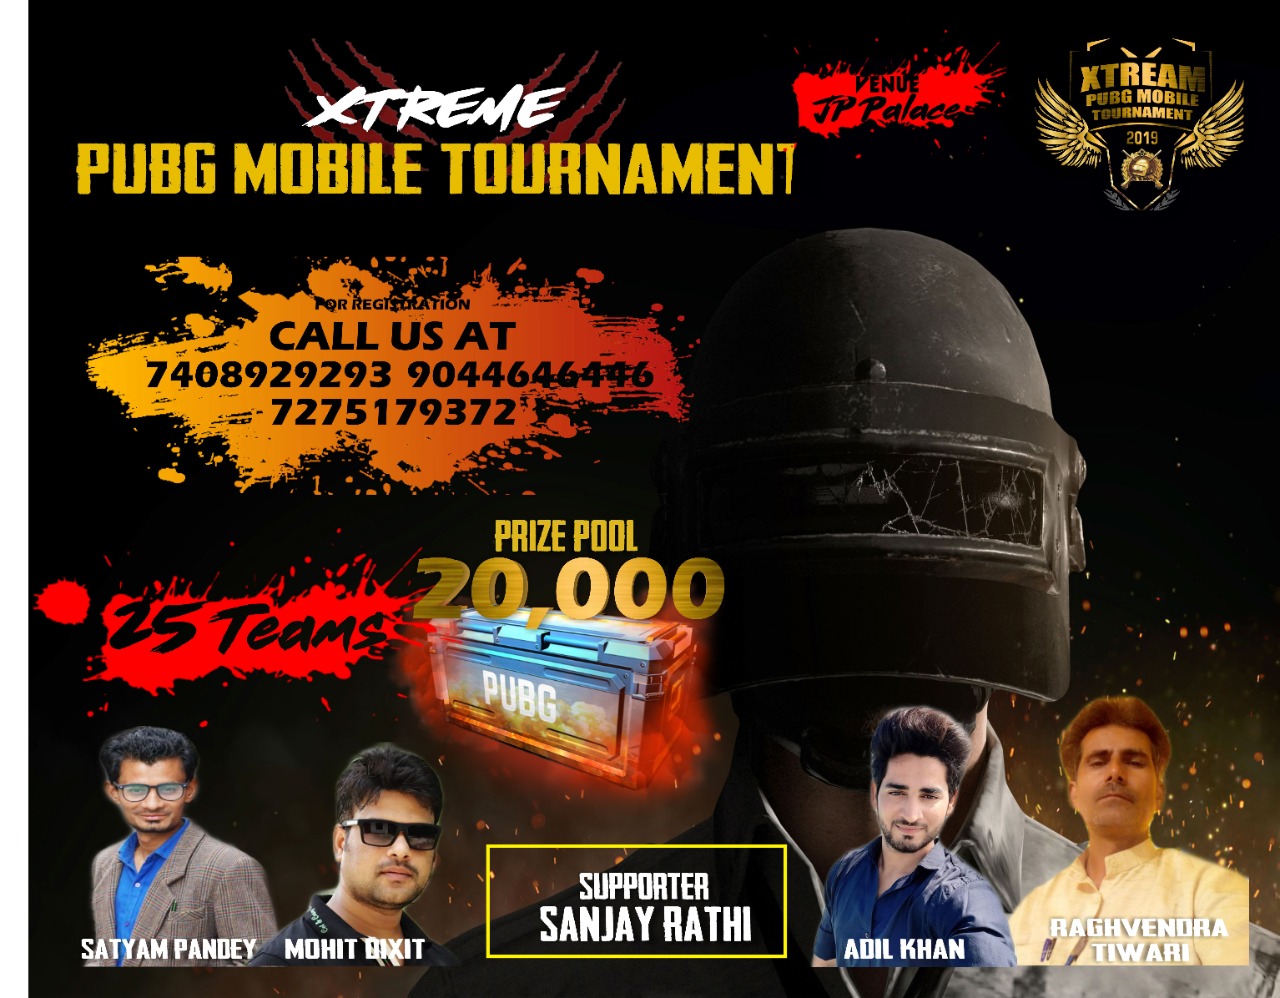 XTREME
PUBG MOBILE TOURNAMENT
VENUE
JP Palace
XTREAM
PUBG MOBILE
TOURNAMENT
2019
FOR REGISTRATION
CALL US AT
7408929293 9044646446
7275179372
PRIZE POOL
20,000
25 Teams
PUBG
SUPPORTER
SANJAY RATHI
SATYAM PANDEY
MOHIT DIXIT
ADIL KHAN
RAGHVENDRA
TIWARI